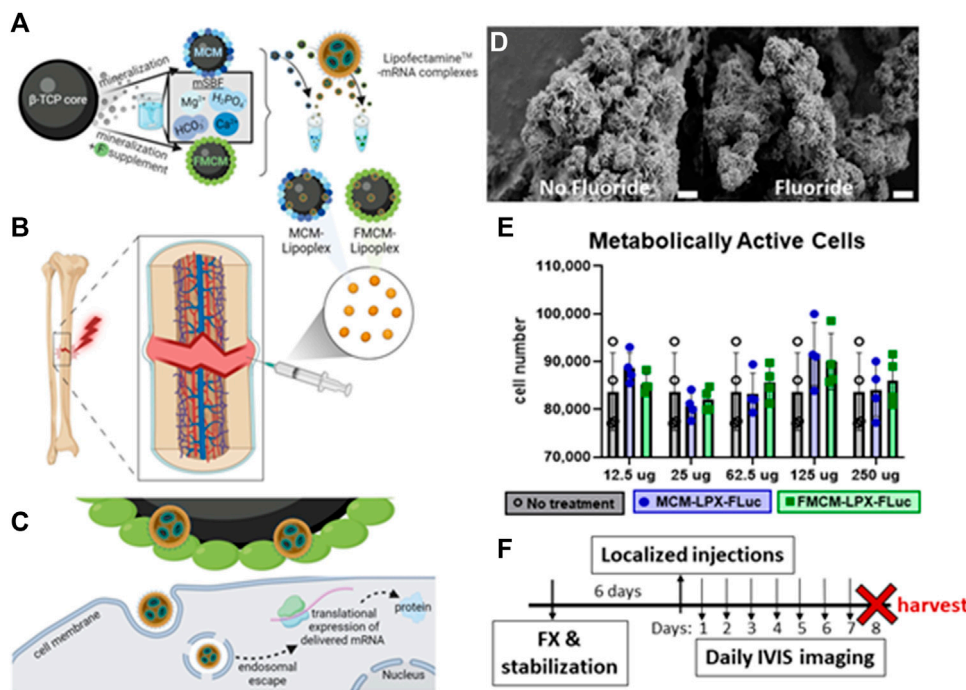 A
β-TCP core
mineralization
MCM
mSBF
Mg²⁺
H₂PO₄⁻
HCO₃⁻
Ca²⁺
mineralization
+ F⁻ supplement
FMCM
Lipofectamine™
-mRNA complexes
MCM-
Lipoplex
FMCM-
Lipoplex
B
C
cell membrane
endosomal
escape
translational
expression of
delivered mRNA
protein
Nucleus
D
No Fluoride
Fluoride
E
Metabolically Active Cells
cell number
110,000
100,000
90,000
80,000
70,000
12.5 ug
25 ug
62.5 ug
125 ug
250 ug
No treatment
MCM-LPX-FLuc
FMCM-LPX-FLuc
F
Localized injections
6 days
Days: 1 2 3 4 5 6 7 8
harvest
FX &
stabilization
Daily IVIS imaging